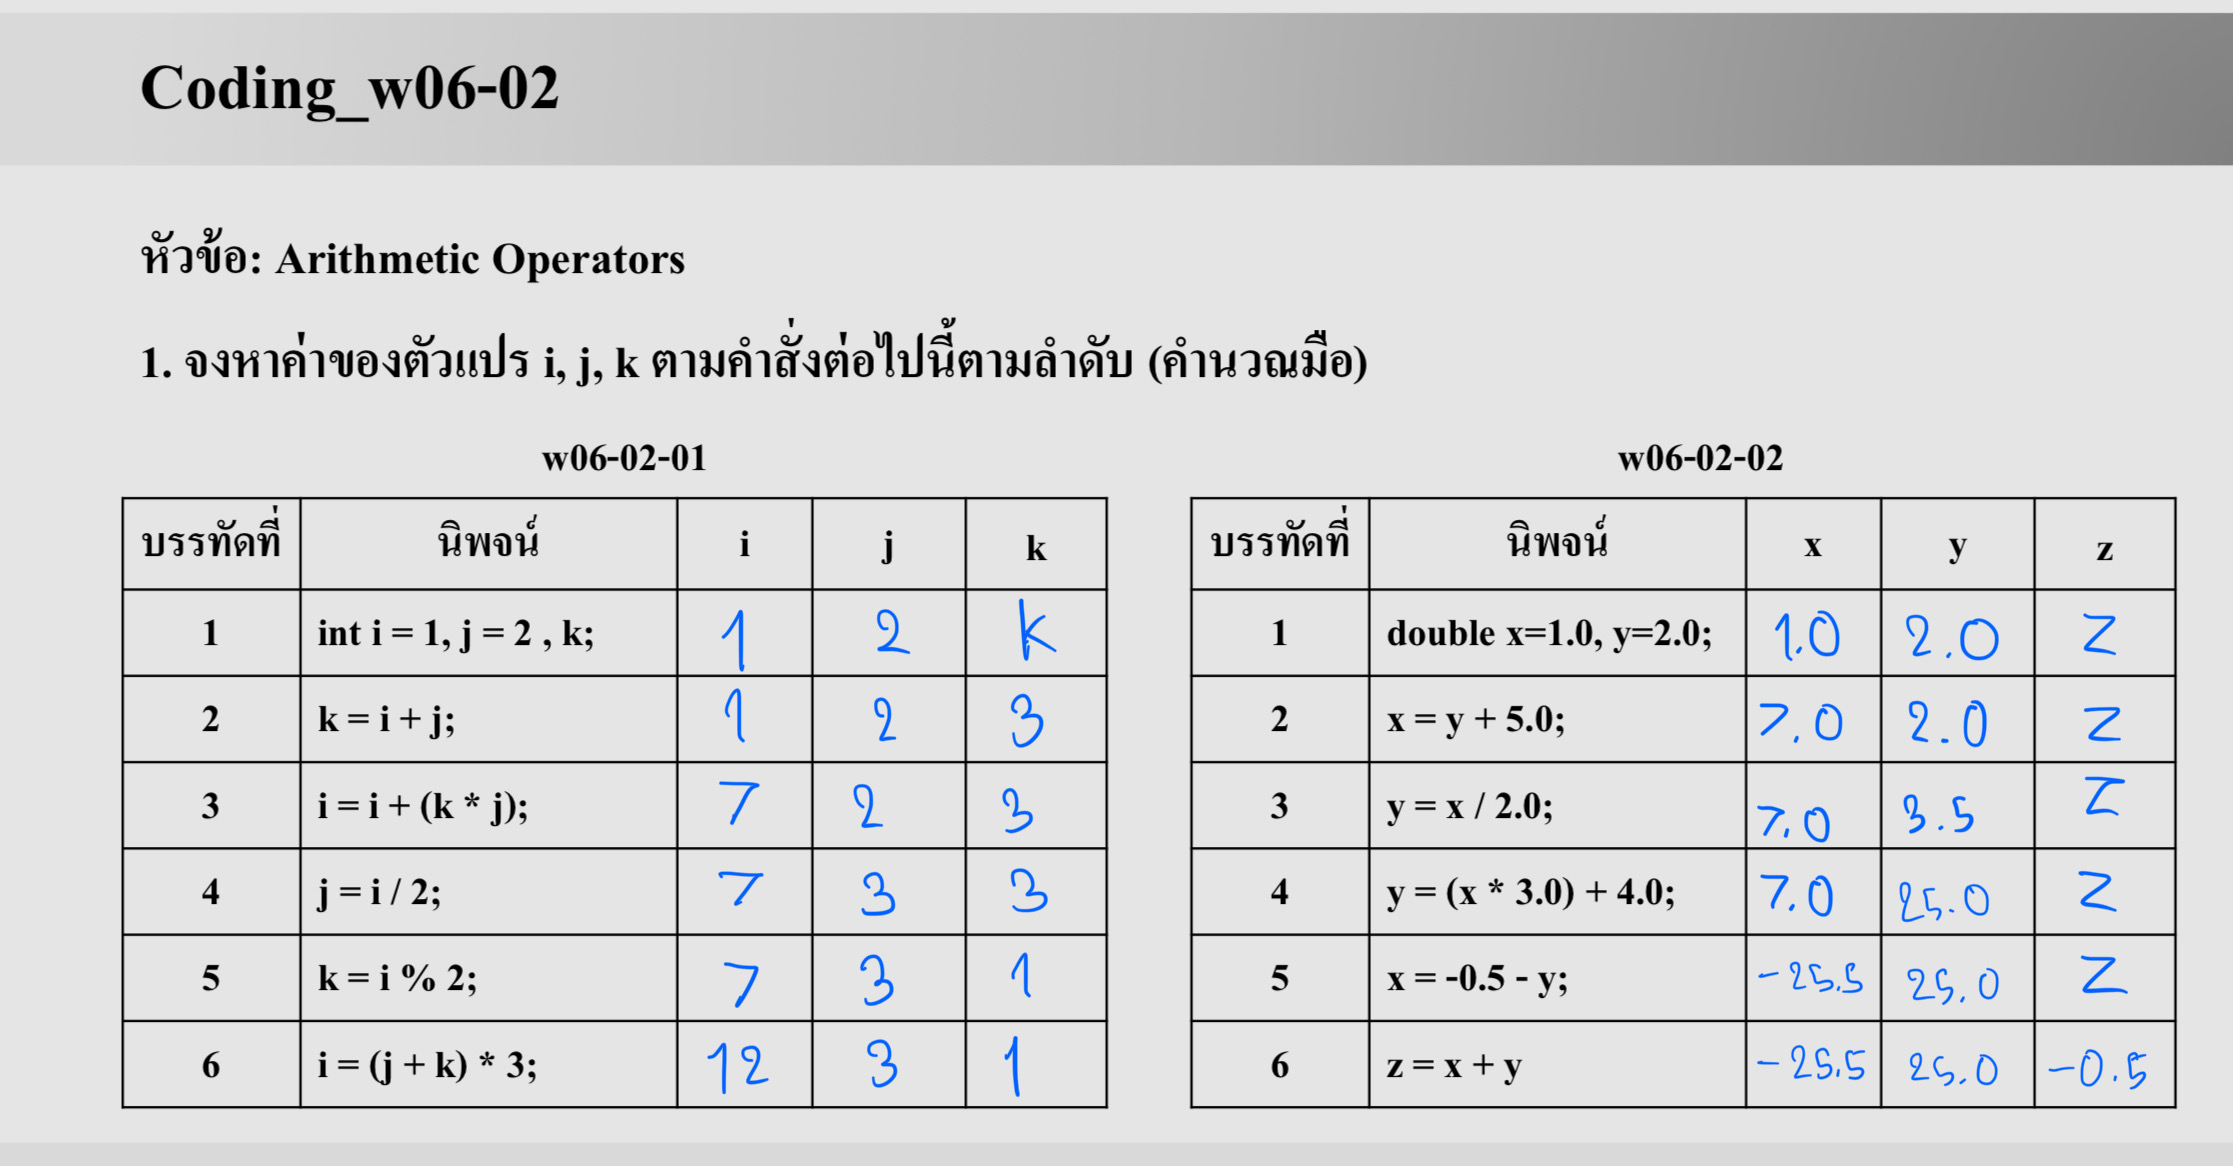 Coding_w06-02
หัวข้อ: Arithmetic Operators
1. จงหาค่าของตัวแปร i, j, k ตามคำสั่งต่อไปนี้ตามลำดับ (คำนวณมือ)
w06-02-01
บรรทัดที่ นิพจน์ i j k
1 int i = 1, j = 2 , k; 1 2 k
2 k = i + j; 1 2 3
3 i = i + (k * j); 7 2 3
4 j = i / 2; 7 3 3
5 k = i % 2; 7 3 1
6 i = (j + k) * 3; 12 3 1
w06-02-02
บรรทัดที่ นิพจน์ x y z
1 double x=1.0, y=2.0; 1.0 2.0 z
2 x = y + 5.0; 7.0 2.0 z
3 y = x / 2.0; 7.0 3.5 z
4 y = (x * 3.0) + 4.0; 7.0 25.0 z
5 x = -0.5 - y; -25.5 25.0 z
6 z = x + y -25.5 25.0 -0.5